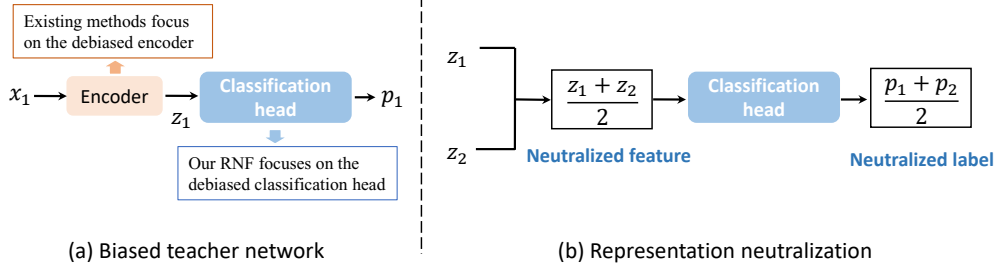 Existing methods focus
on the debiased encoder
x₁
Encoder
z₁
Classification
head
p₁
Our RNF focuses on the
debiased classification head
(a) Biased teacher network
z₁
z₂
z₁ + z₂
2
Neutralized feature
Classification
head
p₁ + p₂
2
Neutralized label
(b) Representation neutralization